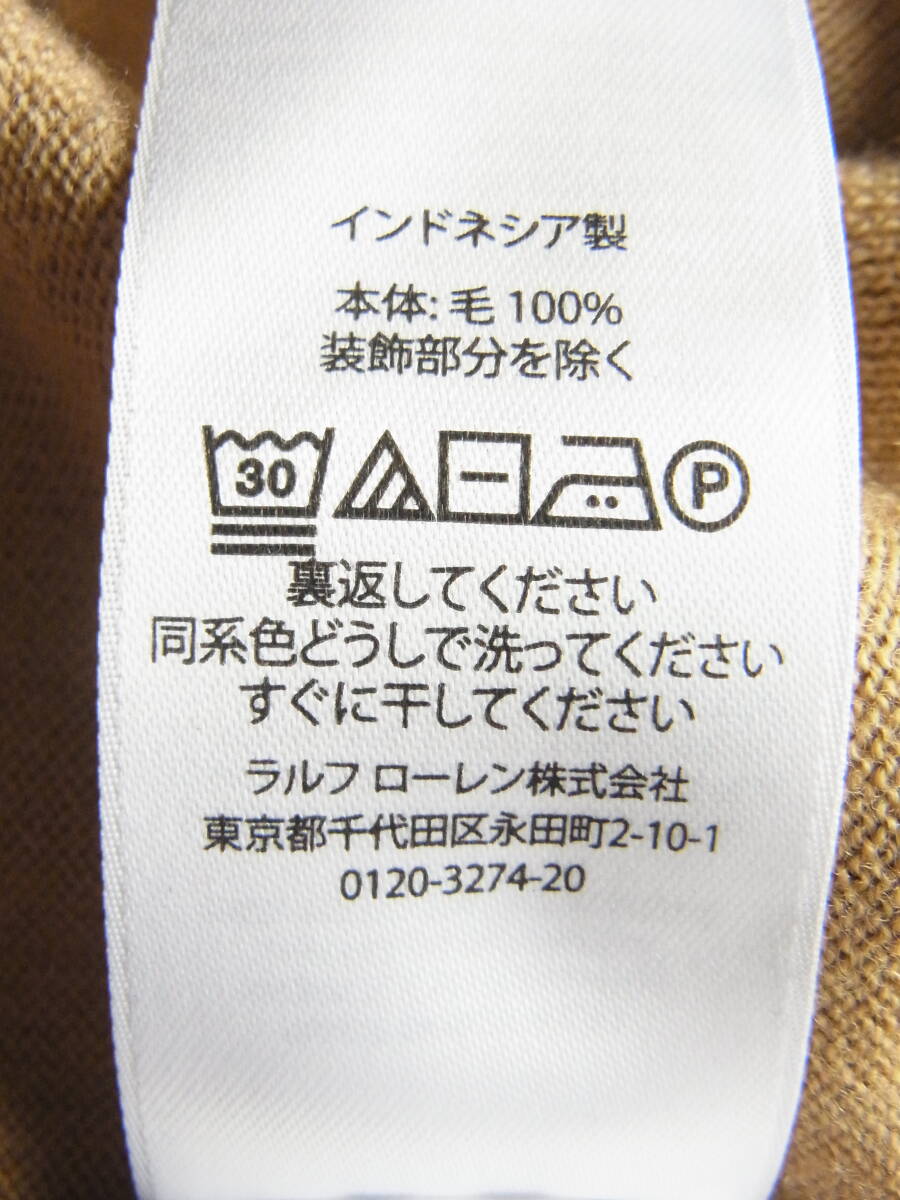 インドネシア製
本体: 毛 100%
装飾部分を除く
30 P
裏返してください
同系色どうしで洗ってください
すぐに干してください
ラルフ ローレン株式会社
東京都千代田区永田町2-10-1
0120-3274-20